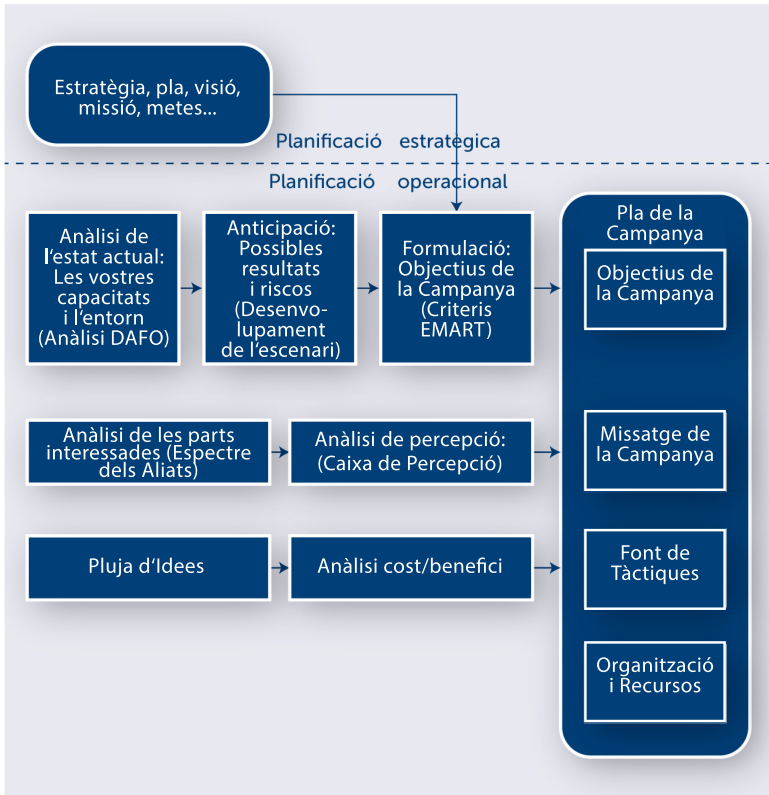 Estratègia, pla, visió,
missió, metes...
Planificació estratègica
Planificació operacional
Anàlisi de
l'estat actual:
Les vostres
capacitats
i l'entorn
(Anàlisi DAFO)
Anticipació:
Possibles
resultats
i riscos
(Desenvo-
lupament
de l'escenari)
Formulació:
Objectius de
la Campanya
(Criteris
EMART)
Pla de la
Campanya
Objectius de
la Campanya
Anàlisi de les parts
interessades (Espectre
dels Aliats)
Anàlisi de percepció:
(Caixa de Percepció)
Missatge de
la Campanya
Pluja d'Idees
Anàlisi cost/benefici
Font de
Tàctiques
Organització
i Recursos